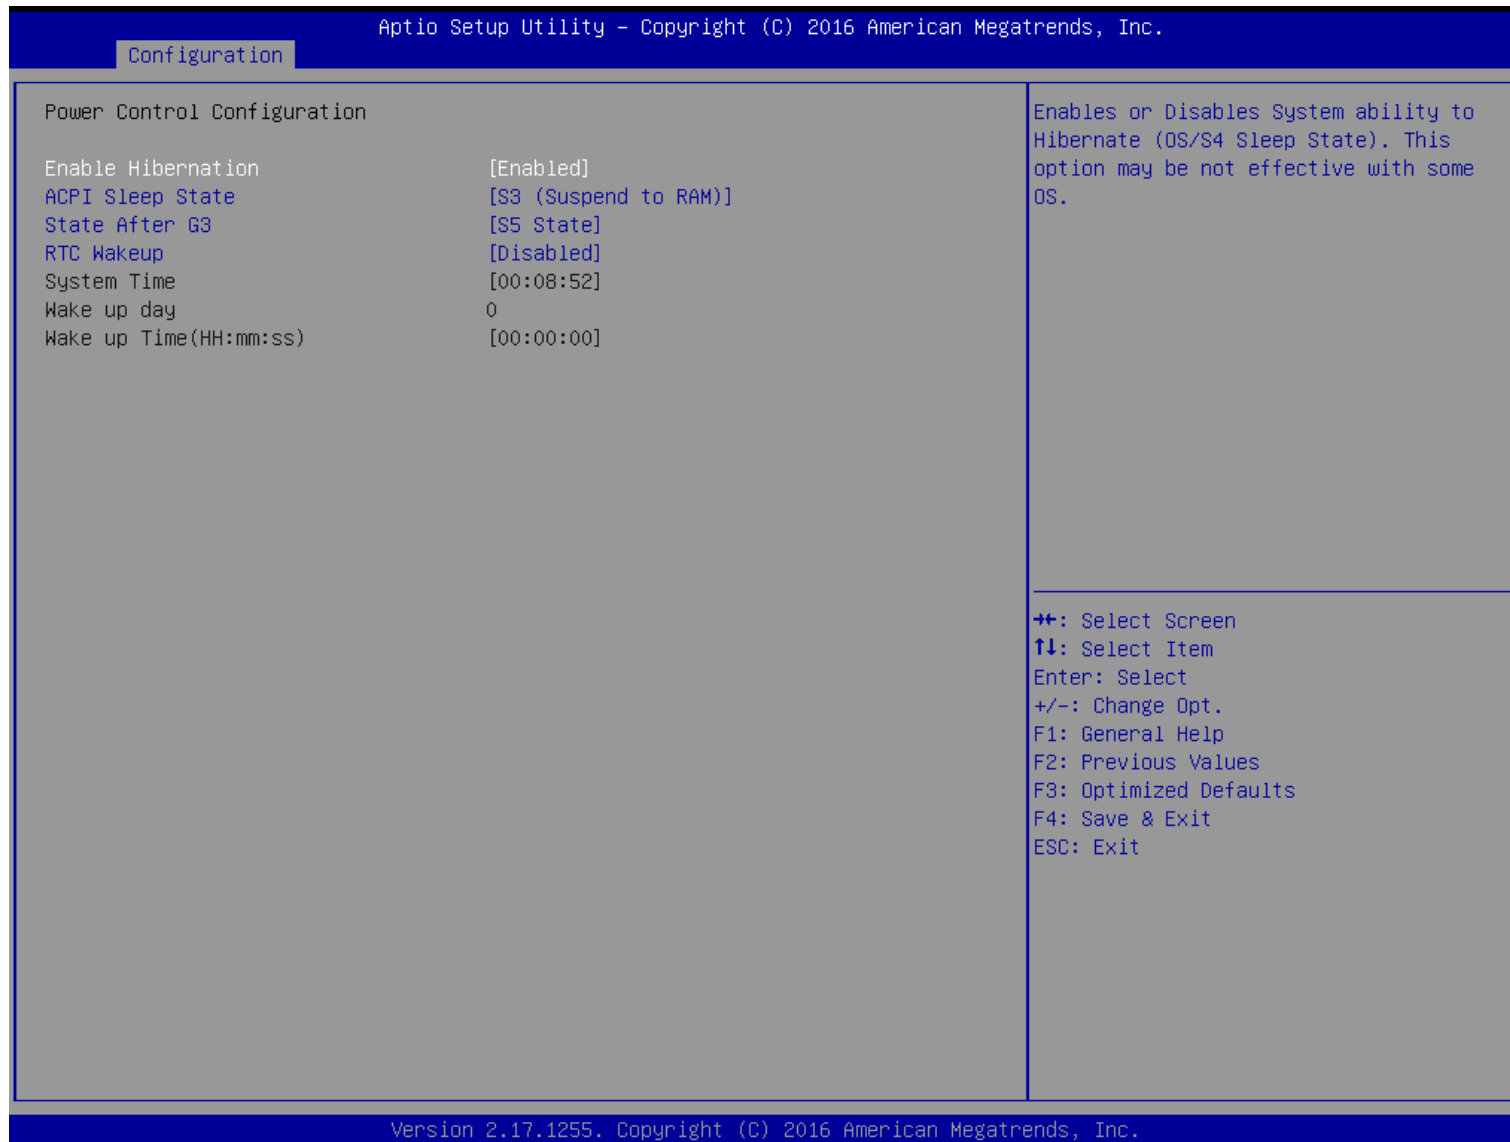 Aptio Setup Utility – Copyright (C) 2016 American Megatrends, Inc.
Configuration
Power Control Configuration
Enable Hibernation [Enabled]
ACPI Sleep State [S3 (Suspend to RAM)]
State After G3 [S5 State]
RTC Wakeup [Disabled]
System Time [00:08:52]
Wake up day 0
Wake up Time(HH:mm:ss) [00:00:00]
Enables or Disables System ability to
Hibernate (OS/S4 Sleep State). This
option may be not effective with some
OS.
→←: Select Screen
↑↓: Select Item
Enter: Select
+/-: Change Opt.
F1: General Help
F2: Previous Values
F3: Optimized Defaults
F4: Save & Exit
ESC: Exit
Version 2.17.1255. Copyright (C) 2016 American Megatrends, Inc.